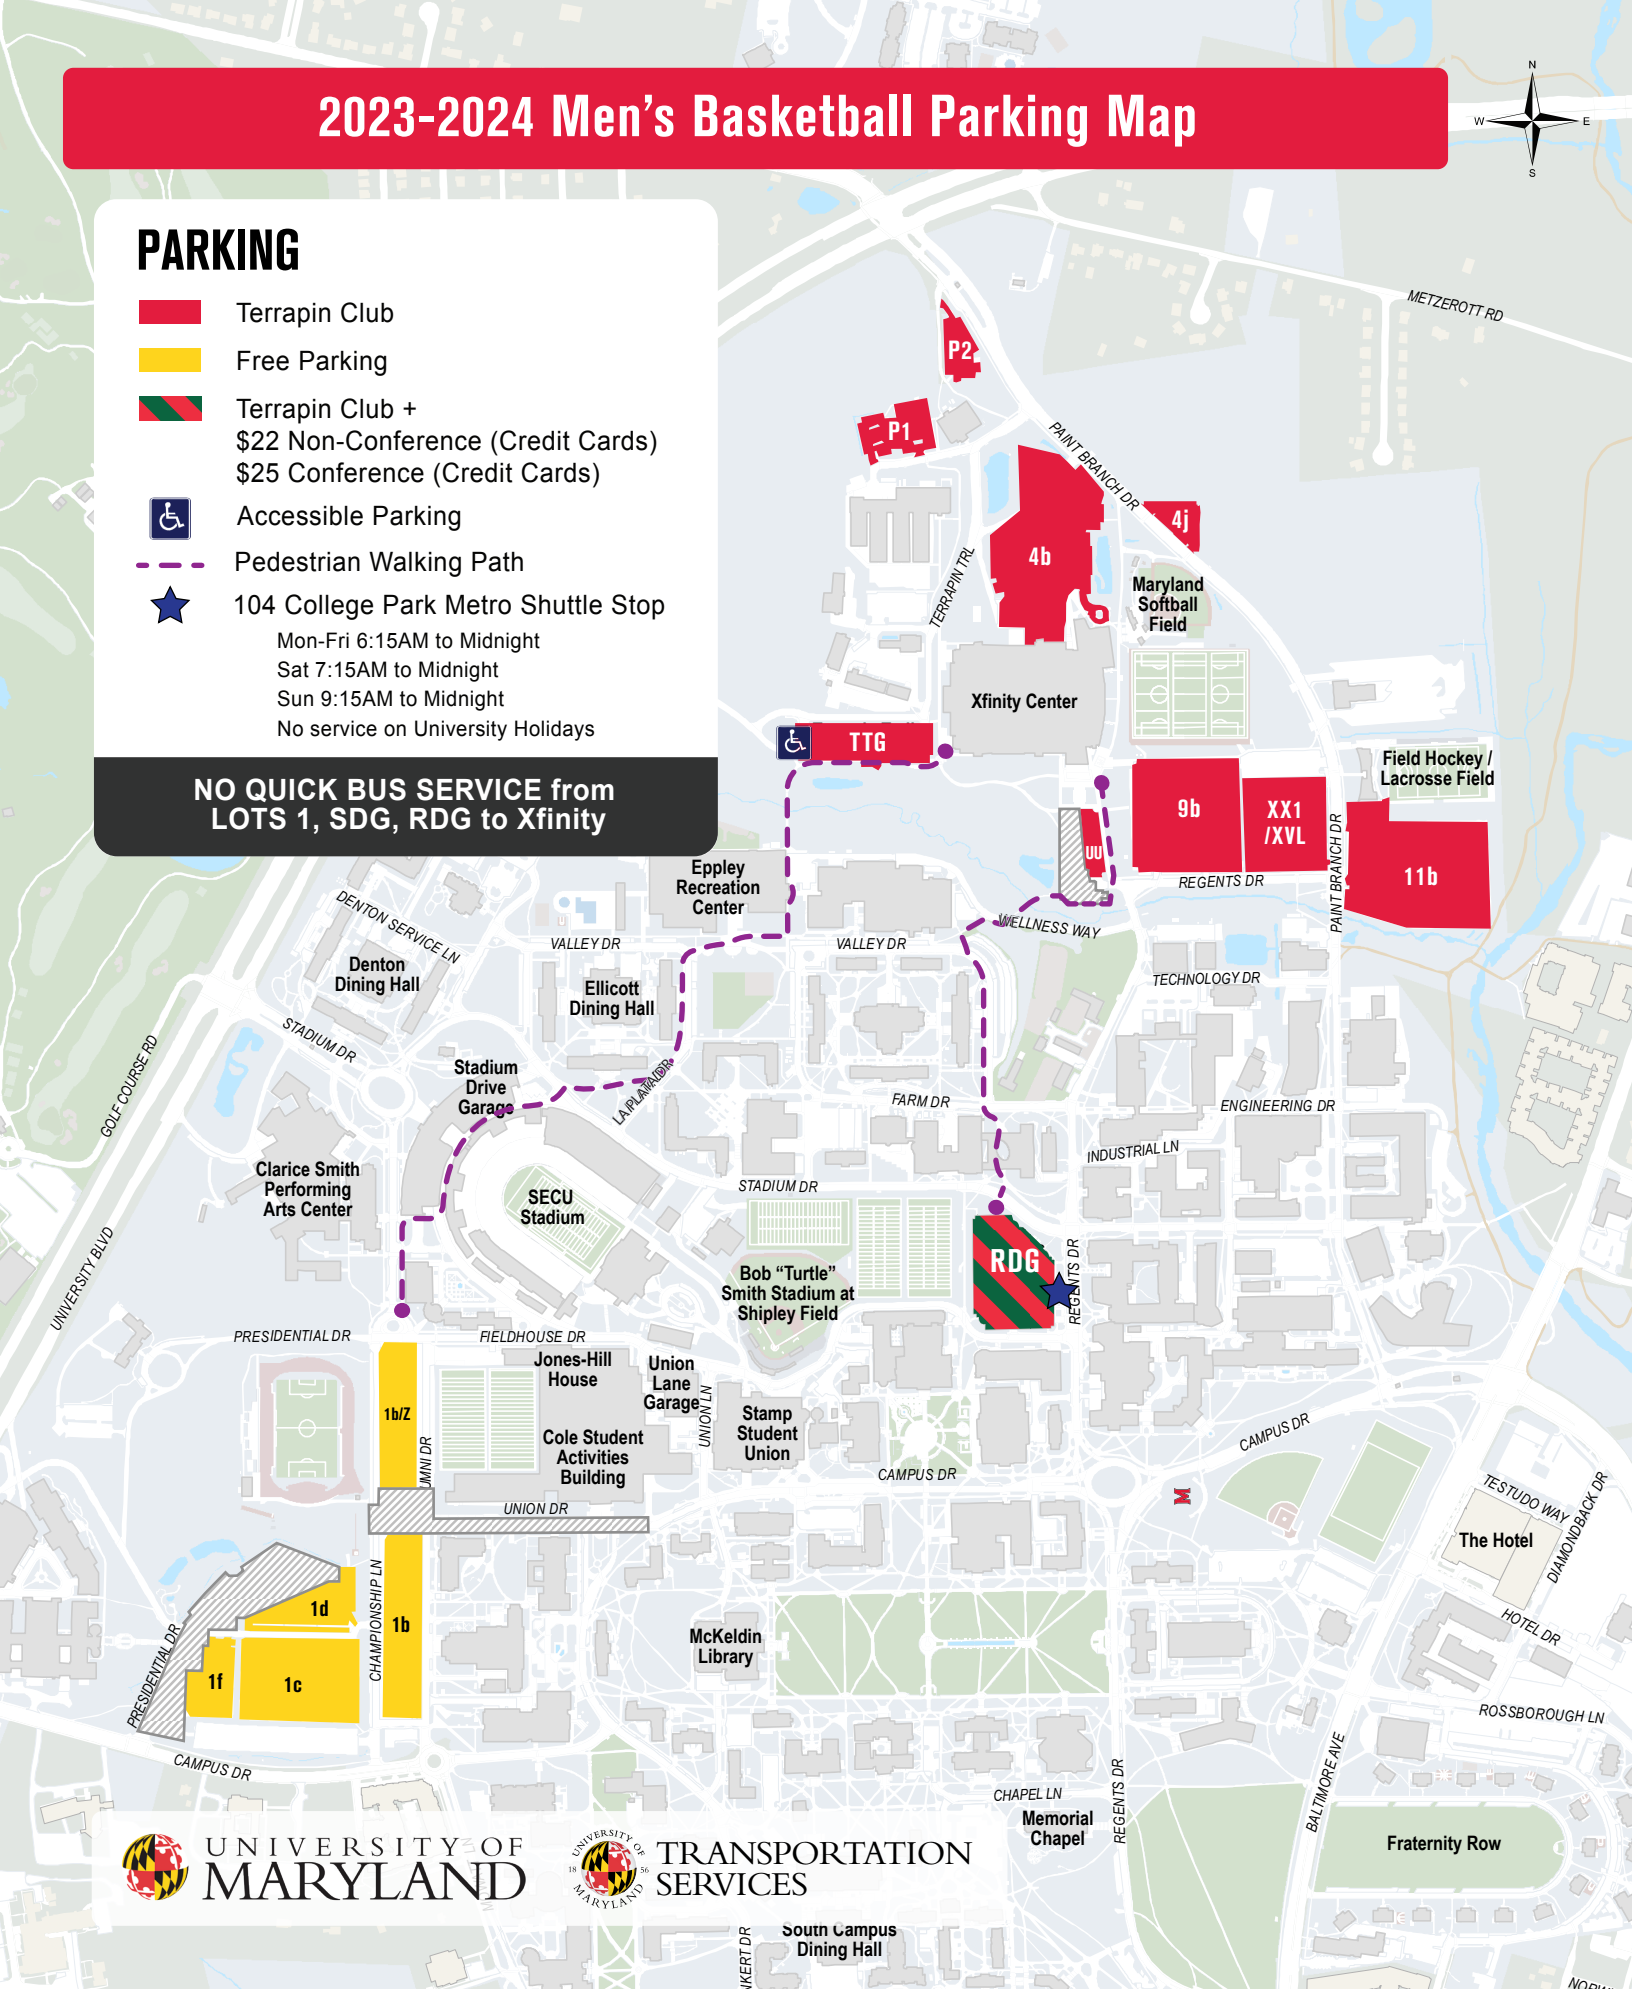 2023-2024 Men's Basketball Parking Map
N
W
E
S
PARKING
Terrapin Club
Free Parking
Terrapin Club +
$22 Non-Conference (Credit Cards)
$25 Conference (Credit Cards)
Accessible Parking
Pedestrian Walking Path
104 College Park Metro Shuttle Stop
Mon-Fri 6:15AM to Midnight
Sat 7:15AM to Midnight
Sun 9:15AM to Midnight
No service on University Holidays
NO QUICK BUS SERVICE from
LOTS 1, SDG, RDG to Xfinity
METZEROTT RD
P2
P1
PAINT BRANCH DR
4j
4b
TERRAPIN TRL
Maryland
Softball
Field
Xfinity Center
TTG
Field Hockey /
Lacrosse Field
9b
XX1
/XVL
UU
11b
REGENTS DR
PAINT BRANCH DR
Eppley
Recreation
Center
WELLNESS WAY
DENTON SERVICE LN
VALLEY DR
VALLEY DR
Denton
Dining Hall
Ellicott
Dining Hall
TECHNOLOGY DR
STADIUM DR
GOLF COURSE RD
Stadium
Drive
Garage
LA PLATA DR
FARM DR
ENGINEERING DR
INDUSTRIAL LN
Clarice Smith
Performing
Arts Center
SECU
Stadium
STADIUM DR
UNIVERSITY BLVD
RDG
REGENTS DR
Bob “Turtle”
Smith Stadium at
Shipley Field
PRESIDENTIAL DR
FIELDHOUSE DR
Jones-Hill
House
Union
Lane
Garage
UNION LN
1b/Z
UMNI DR
Stamp
Student
Union
Cole Student
Activities
Building
CAMPUS DR
CAMPUS DR
M
UNION DR
TESTUDO WAY
DIAMONDBACK DR
The Hotel
HOTEL DR
CHAMPIONSHIP LN
1d
1b
1f
1c
PRESIDENTIAL DR
McKeldin
Library
ROSSBOROUGH LN
CAMPUS DR
BALTIMORE AVE
REGENTS DR
CHAPEL LN
Memorial
Chapel
Fraternity Row
UNIVERSITY OF
MARYLAND
UNIVERSITY OF
18 56
MARYLAND
TRANSPORTATION
SERVICES
South Campus
Dining Hall